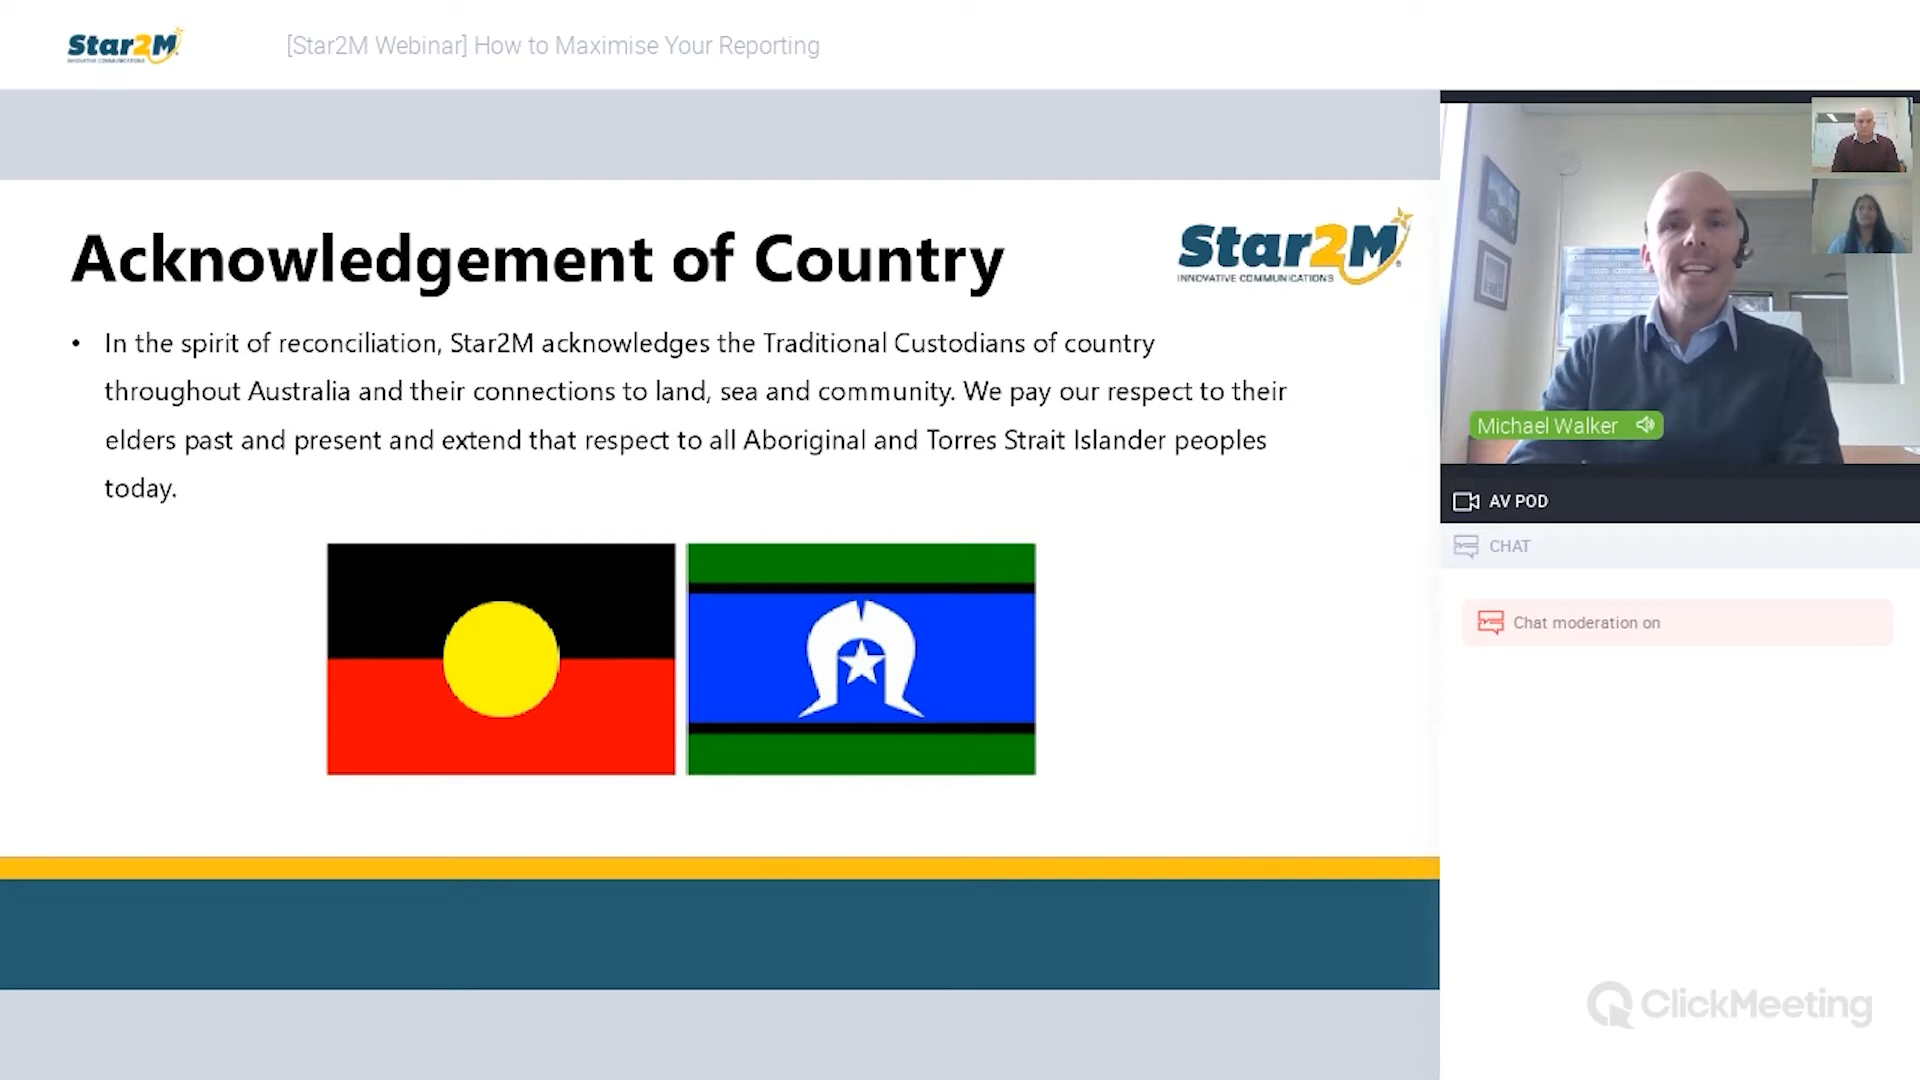 Star2M
INNOVATIVE COMMUNICATIONS
[Star2M Webinar] How to Maximise Your Reporting
Acknowledgement of Country
Star2M
INNOVATIVE COMMUNICATIONS
• In the spirit of reconciliation, Star2M acknowledges the Traditional Custodians of country
throughout Australia and their connections to land, sea and community. We pay our respect to their
elders past and present and extend that respect to all Aboriginal and Torres Strait Islander peoples
today.
Michael Walker
AV POD
CHAT
Chat moderation on
ClickMeeting